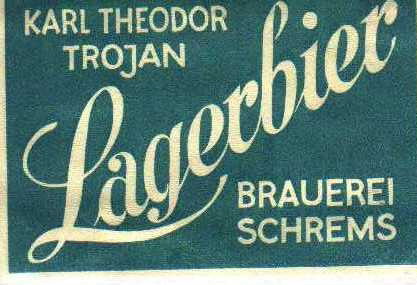 KARL THEODOR
TROJAN
Lagerbier
BRAUEREI
SCHREMS